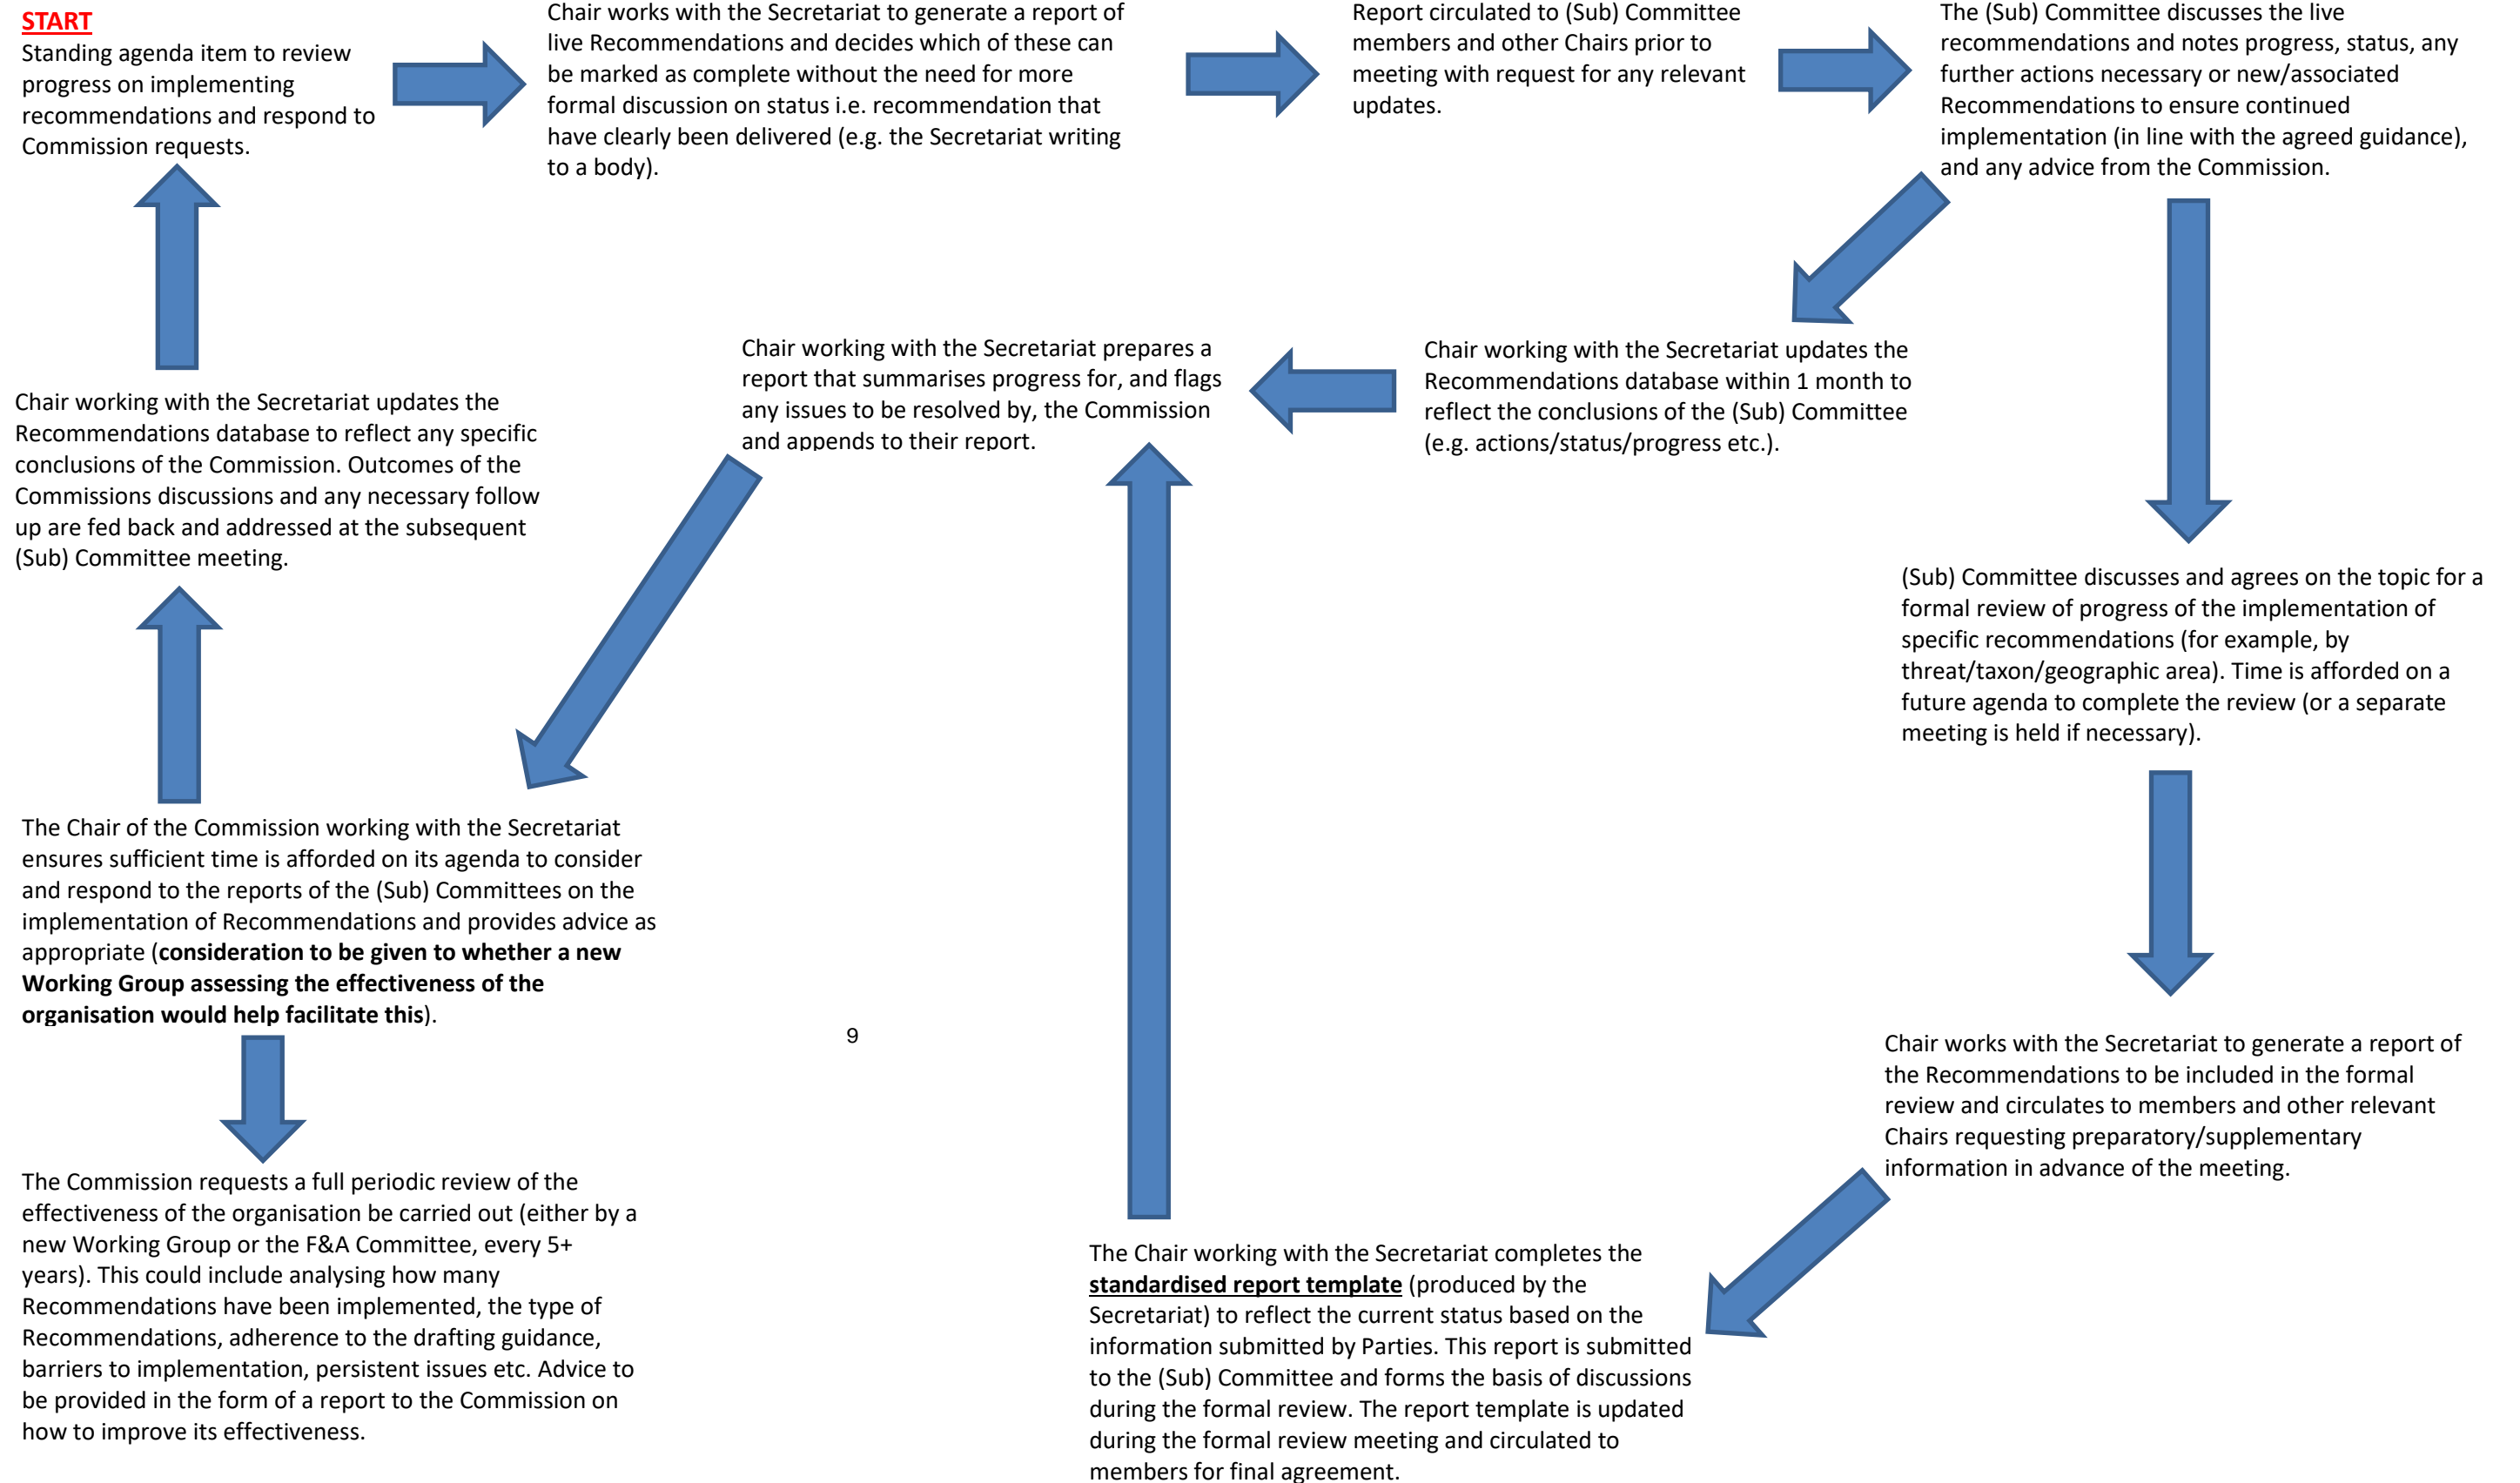 START
Standing agenda item to review
progress on implementing
recommendations and respond to
Commission requests.
Chair works with the Secretariat to generate a report of
live Recommendations and decides which of these can
be marked as complete without the need for more
formal discussion on status i.e. recommendation that
have clearly been delivered (e.g. the Secretariat writing
to a body).
Report circulated to (Sub) Committee
members and other Chairs prior to
meeting with request for any relevant
updates.
The (Sub) Committee discusses the live
recommendations and notes progress, status, any
further actions necessary or new/associated
Recommendations to ensure continued
implementation (in line with the agreed guidance),
and any advice from the Commission.
Chair working with the Secretariat updates the
Recommendations database within 1 month to
reflect the conclusions of the (Sub) Committee
(e.g. actions/status/progress etc.).
Chair working with the Secretariat prepares a
report that summarises progress for, and flags
any issues to be resolved by, the Commission
and appends to their report.
Chair working with the Secretariat updates the
Recommendations database to reflect any specific
conclusions of the Commission. Outcomes of the
Commissions discussions and any necessary follow
up are fed back and addressed at the subsequent
(Sub) Committee meeting.
(Sub) Committee discusses and agrees on the topic for a
formal review of progress of the implementation of
specific recommendations (for example, by
threat/taxon/geographic area). Time is afforded on a
future agenda to complete the review (or a separate
meeting is held if necessary).
The Chair of the Commission working with the Secretariat
ensures sufficient time is afforded on its agenda to consider
and respond to the reports of the (Sub) Committees on the
implementation of Recommendations and provides advice as
appropriate (consideration to be given to whether a new
Working Group assessing the effectiveness of the
organisation would help facilitate this).
9
Chair works with the Secretariat to generate a report of
the Recommendations to be included in the formal
review and circulates to members and other relevant
Chairs requesting preparatory/supplementary
information in advance of the meeting.
The Commission requests a full periodic review of the
effectiveness of the organisation be carried out (either by a
new Working Group or the F&A Committee, every 5+
years). This could include analysing how many
Recommendations have been implemented, the type of
Recommendations, adherence to the drafting guidance,
barriers to implementation, persistent issues etc. Advice to
be provided in the form of a report to the Commission on
how to improve its effectiveness.
The Chair working with the Secretariat completes the
standardised report template (produced by the
Secretariat) to reflect the current status based on the
information submitted by Parties. This report is submitted
to the (Sub) Committee and forms the basis of discussions
during the formal review. The report template is updated
during the formal review meeting and circulated to
members for final agreement.